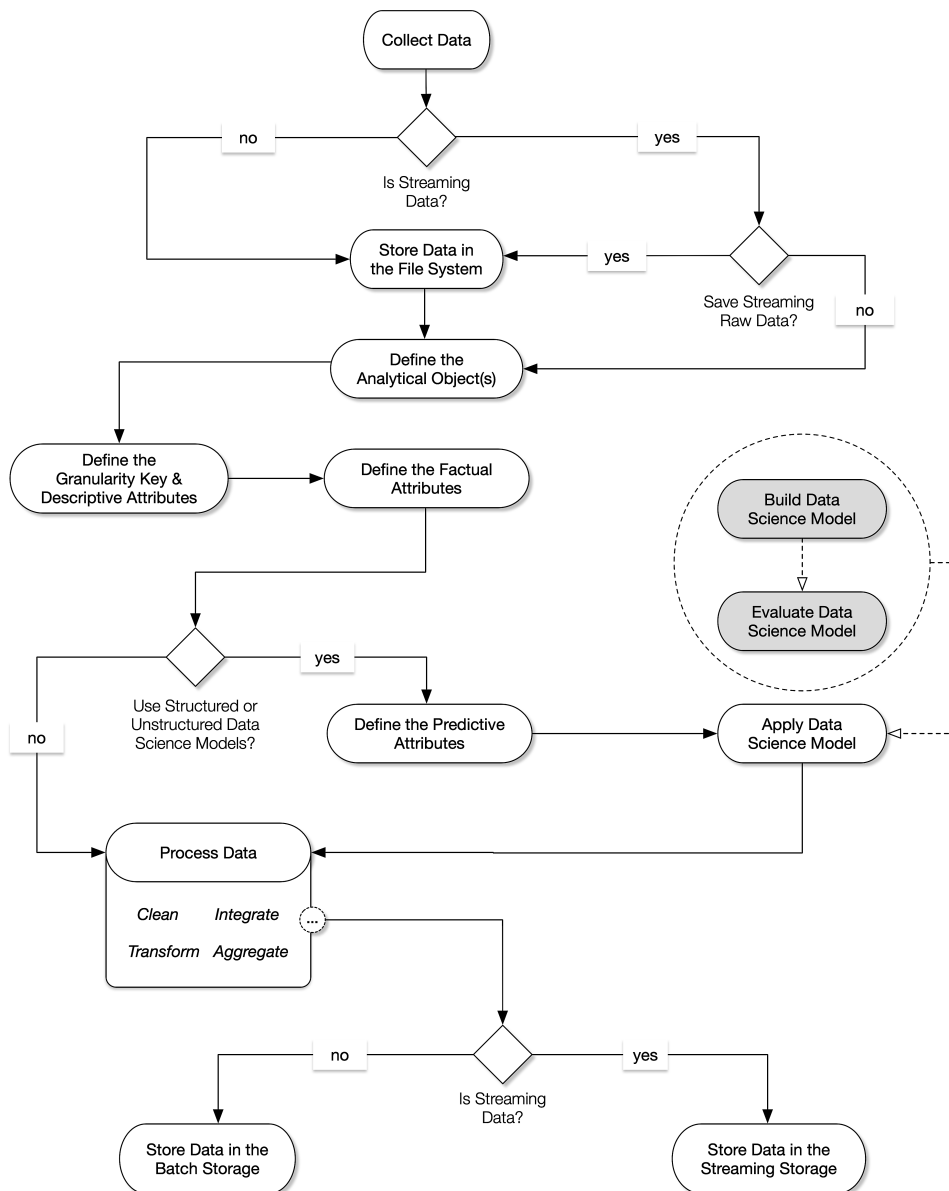 Collect Data
no
yes
Is Streaming
Data?
Store Data in
the File System
yes
Save Streaming
Raw Data?
no
Define the
Analytical Object(s)
Define the
Granularity Key &
Descriptive Attributes
Define the Factual
Attributes
Build Data
Science Model
Evaluate Data
Science Model
yes
Use Structured or
Unstructured Data
Science Models?
no
Define the Predictive
Attributes
Apply Data
Science Model
Process Data
Clean Integrate
...
Transform Aggregate
no
yes
Is Streaming
Data?
Store Data in the
Batch Storage
Store Data in the
Streaming Storage